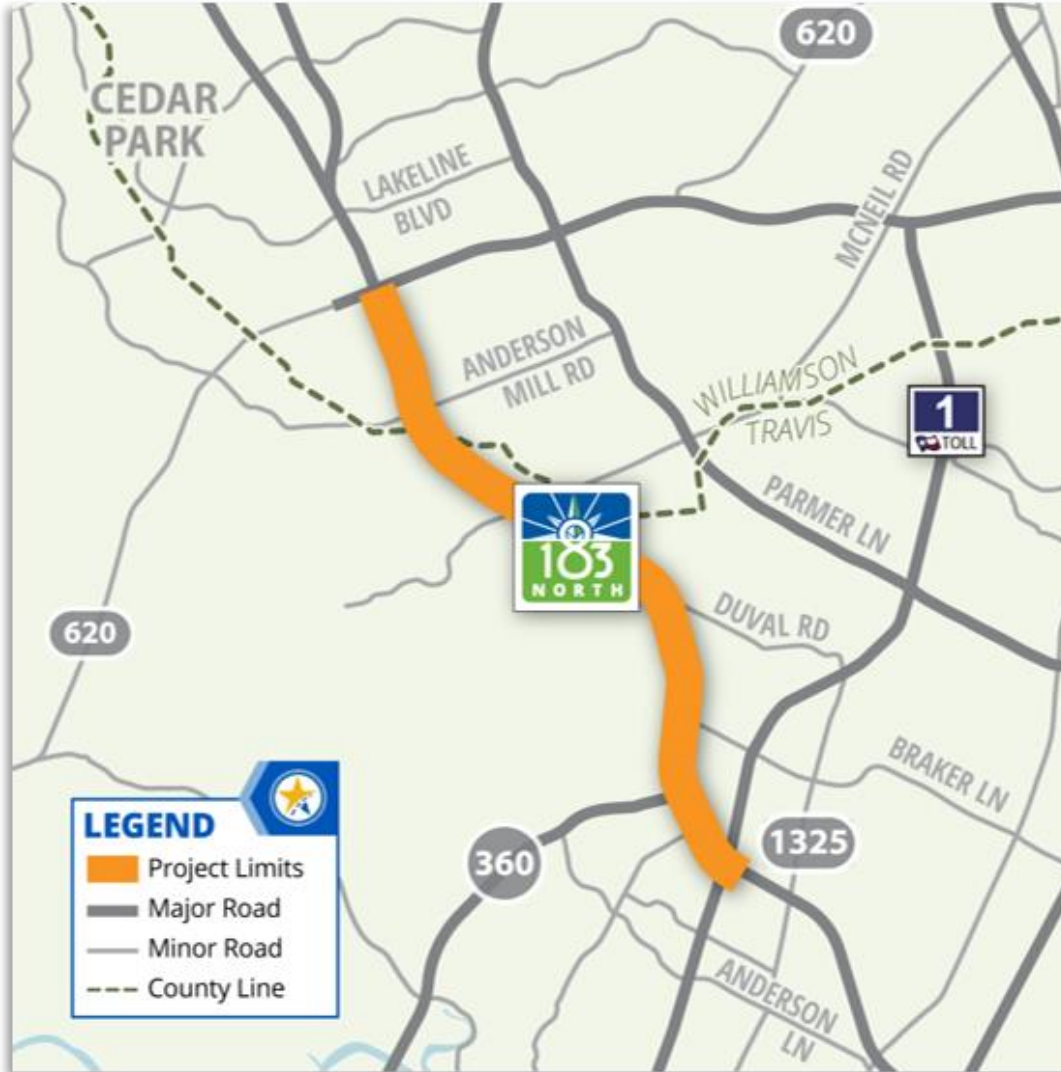 620
CEDAR
PARK
LAKELINE
BLVD
MCNEIL RD
ANDERSON
MILL RD
WILLIAMSON
TRAVIS
1
TOLL
PARMER LN
183
NORTH
DUVAL RD
620
BRAKER LN
1325
360
ANDERSON
LN
LEGEND
Project Limits
Major Road
Minor Road
County Line